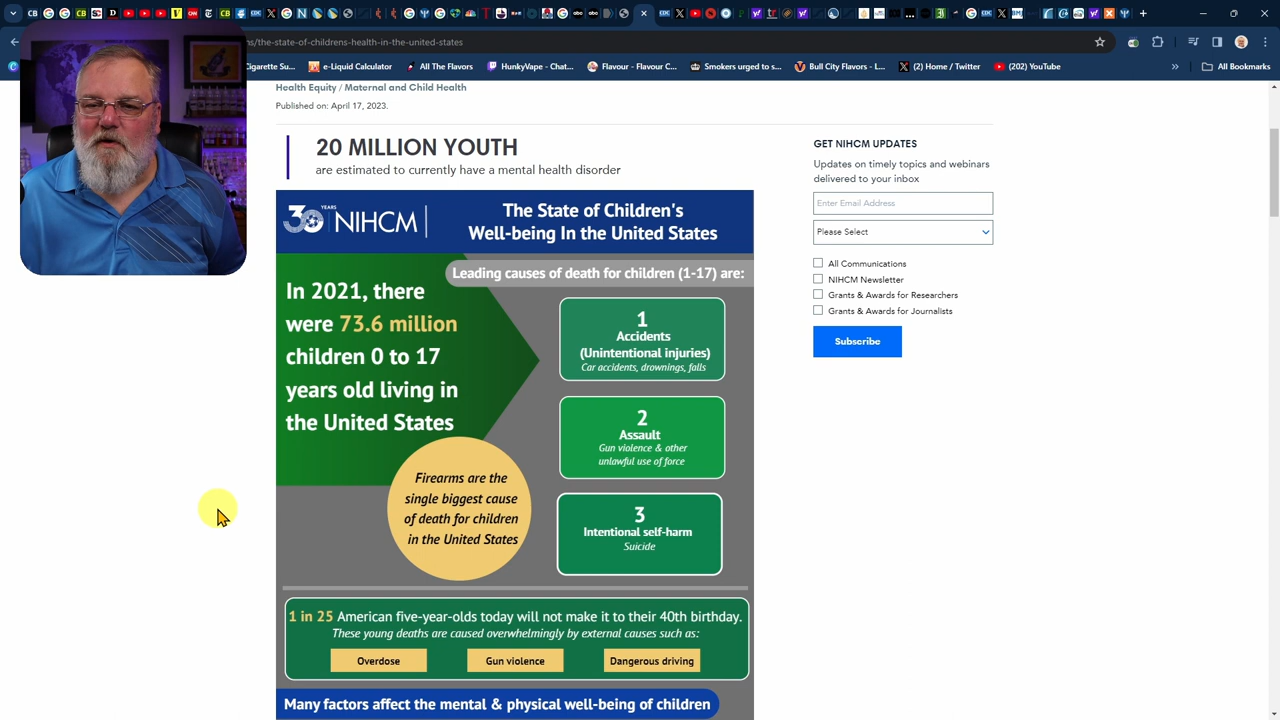 ns/the-state-of-childrens-health-in-the-united-states
Cigarette Su...
e-Liquid Calculator
All The Flavors
HunkyVape - Chat...
Flavour - Flavour C...
Smokers urged to s...
Bull City Flavors - L...
(2) Home / Twitter
(202) YouTube
»
All Bookmarks
Health Equity / Maternal and Child Health
Published on: April 17, 2023.
20 MILLION YOUTH
are estimated to currently have a mental health disorder
30 YEARS NIHCM
The State of Children's
Well-being In the United States
Leading causes of death for children (1-17) are:
In 2021, there
were 73.6 million
children 0 to 17
years old living in
the United States
1
Accidents
(Unintentional injuries)
Car accidents, drownings, falls
2
Assault
Gun violence & other
unlawful use of force
3
Intentional self-harm
Suicide
Firearms are the
single biggest cause
of death for children
in the United States
1 in 25 American five-year-olds today will not make it to their 40th birthday.
These young deaths are caused overwhelmingly by external causes such as:
Overdose
Gun violence
Dangerous driving
Many factors affect the mental & physical well-being of children
GET NIHCM UPDATES
Updates on timely topics and webinars
delivered to your inbox
Enter Email Address
Please Select
All Communications
NIHCM Newsletter
Grants & Awards for Researchers
Grants & Awards for Journalists
Subscribe